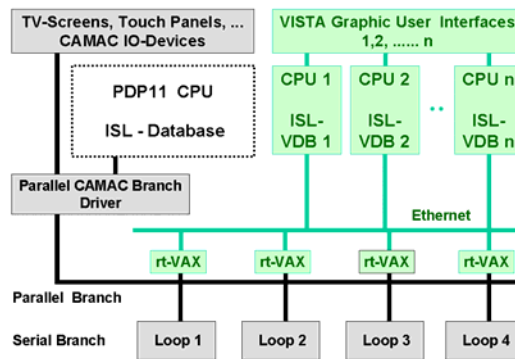 TV-Screens, Touch Panels, ...
CAMAC IO-Devices
VISTA Graphic User Interfaces
1,2, ...... n
PDP11 CPU
ISL - Database
CPU 1
ISL-
VDB 1
CPU 2
ISL-
VDB 2
..
CPU n
ISL-
VDB n
Parallel CAMAC Branch
Driver
Ethernet
rt-VAX
rt-VAX
rt-VAX
rt-VAX
Parallel Branch
Serial Branch
Loop 1
Loop 2
Loop 3
Loop 4